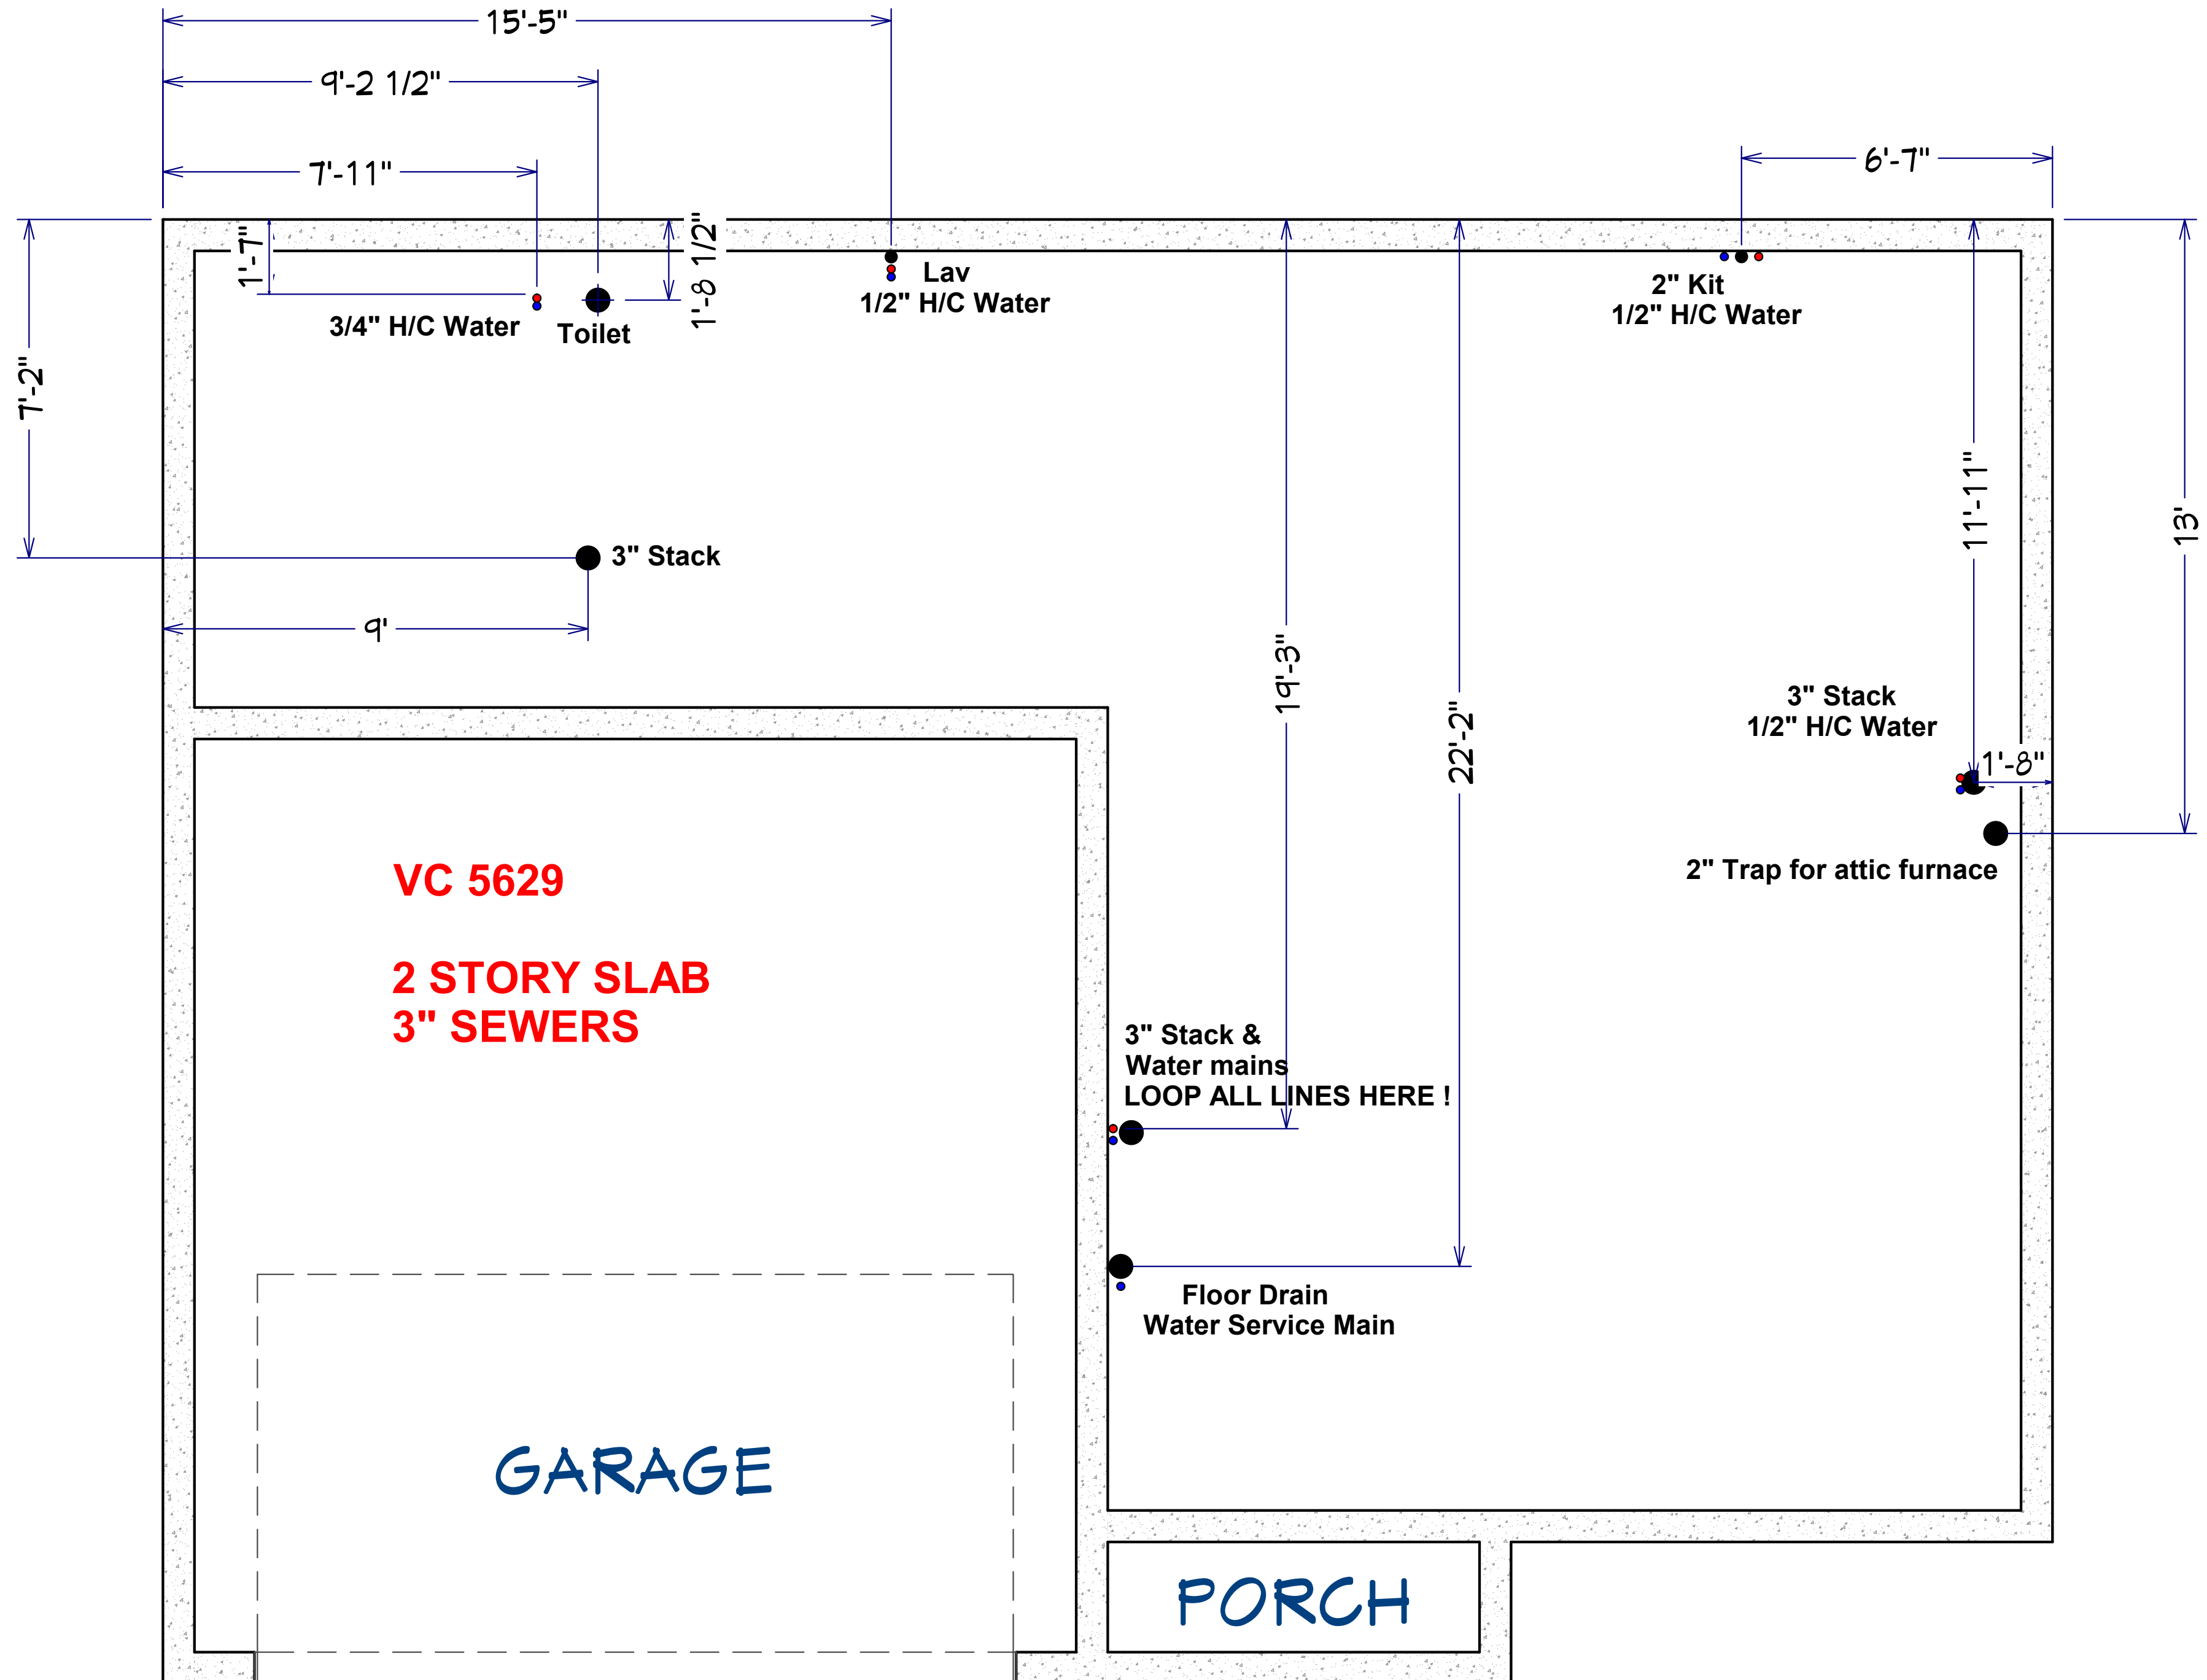 15'-5"
9'-2 1/2"
7'-11"
6'-7"
1'-7"
1'-8 1/2"
Lav
1/2" H/C Water
2" Kit
1/2" H/C Water
3/4" H/C Water
Toilet
7'-2"
11'-11"
13'
3" Stack
9'
19'-3"
22'-2"
3" Stack
1/2" H/C Water
1'-8"
2" Trap for attic furnace
VC 5629
2 STORY SLAB
3" SEWERS
3" Stack &
Water mains
LOOP ALL LINES HERE !
Floor Drain
Water Service Main
GARAGE
PORCH